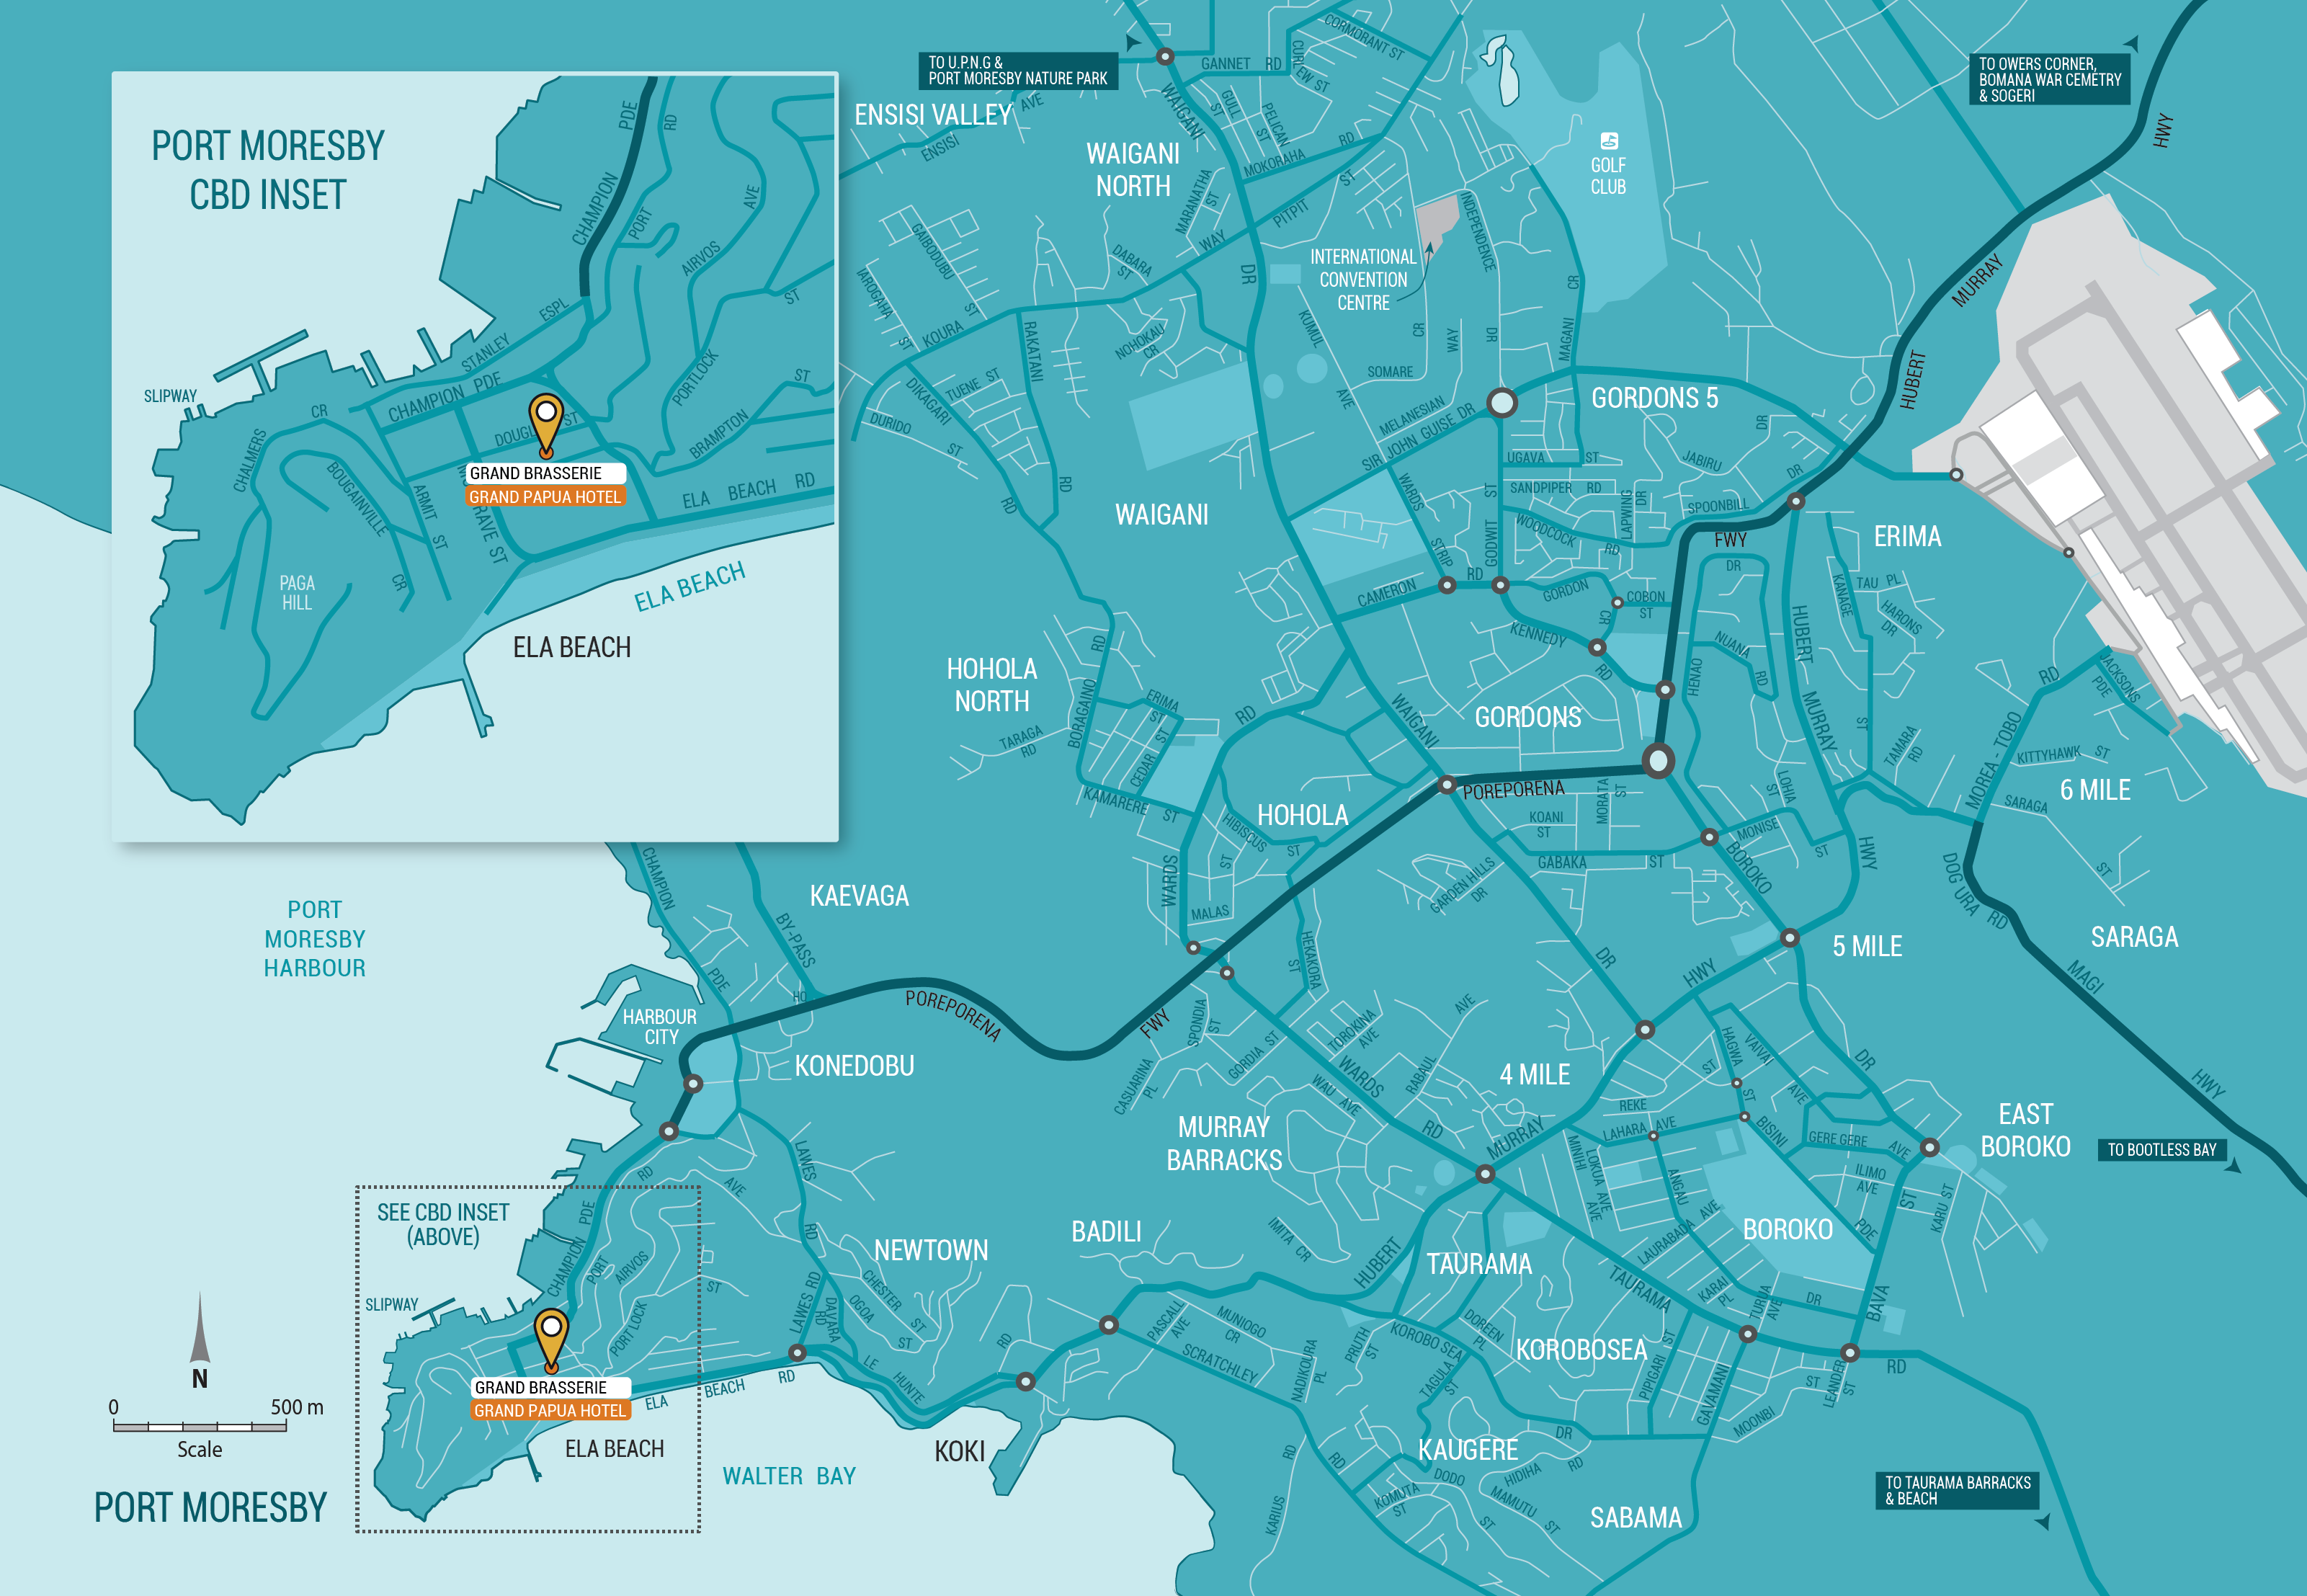 PORT MORESBY
CBD INSET
CHAMPION
PDE
RD
PORT
AVE
AIRVOS
ST
PORTLOCK
ST
BRAMPTON
ESPL
STANLEY
CHAMPION PDE
SLIPWAY
CR
CHALMERS
BOUGAINVILLE
CR
ARMIT
ST
ST
GRAND BRASSERIE
GRAND PAPUA HOTEL
ELA BEACH RD
ELA BEACH
ELA BEACH
PAGA
HILL
TO U.P.N.G &
PORT MORESBY NATURE PARK
ENSISI VALLEY
ENSISI
AVE
WAIGANI
NORTH
WAIGANI
GANNET RD
CORMORANT ST
CURLEW ST
GULL
ST
PELICAN
ST
MOKORAHA
RD
MARANATHA
ST
PITPIT
ST
WAY
DABARA
ST
DR
GAIBODUBU
ST
IAROGAHA
ST
KOURA
NOHOKAU
CR
RAKATANI
RD
TUENE ST
DIKAGARI
RD
DURIDO
ST
WAIGANI
GOLF
CLUB
INTERNATIONAL
CONVENTION
CENTRE
INDEPENDENCE
DR
CR
WAY
KUMUL
AVE
SOMARE
MELANESIAN
SIR JOHN GUISE DR
MAGANI
CR
GORDONS 5
TO OWERS CORNER,
BOMANA WAR CEMETRY
& SOGERI
HWY
MURRAY
HUBERT
UGAVA ST
SANDPIPER RD
JABIRU
DR
DR
SPOONBILL
LAPWING
DR
WOODCOCK
RD
GODWIT
ST
WARDS
STRIP
CAMERON
RD
GORDON
CR
COBON
ST
KENNEDY
RD
FWY
DR
ERIMA
KANAGE
ST
TAU PL
HARONS
DR
HUBERT - MURRAY
HWY
HENAO
NUANA
RD
TAMARA
RD
RD
MOREA - TOBO
JACKSONS
PDE
KITTYHAWK ST
6 MILE
SARAGA
ST
DOG URA RD
SARAGA
MAGI
HWY
HOHOLA
NORTH
RD
BORAGAINO
ERIMA
ST
TARAGA
RD
CEDAR
ST
KAMARERE
ST
RD
WAIGANI
GORDONS
HOHOLA
HIBISCUS
ST
ST
WARDS
MALAS
POREPORENA
MORATA
ST
KOANI
ST
GABAKA
ST
GARDEN HILLS
DR
LOHIA
ST
MONISE
ST
BOROKO
5 MILE
DR
HWY
HEKAKORA
ST
PORT
MORESBY
HARBOUR
CHAMPION
PDE
KAEVAGA
BY-PASS
HARBOUR
CITY
KONEDOBU
POREPORENA
FWY
SPONDIA
ST
CASUARINA
PL
GORDIA ST
TOROKINA
AVE
WARDS
RD
WAU AVE
RABAUL
AVE
4 MILE
MURRAY
BARRACKS
MURRAY
REKE
ST
LAHARA AVE
HAGWA
ST
VAIVAI
AVE
DR
BISINI
PDE
GERE GERE
AVE
ILIMO
AVE
KARU ST
ST
BAVA
EAST
BOROKO
TO BOOTLESS BAY
MINIHI
AVE
LOKUA AVE
ANGAU
DR
LAURABADA AVE
BOROKO
KARAI
PL
TURUA
AVE
TAURAMA
TAURAMA
RD
LEANDER
ST
ST
MOONBI
GAVAMANI
PIPIGARI
ST
KOROBOSEA
KOROBO SEA
DR
DOREEN
PL
TAGULA
ST
HUBERT
IMITA CR
BADILI
PASCALL
AVE
MUNIOGO
CR
SCRATCHLEY
RD
NADIKOURA
PL
PRUTH
ST
KARIUS
RD
KAUGERE
KOMUTA
ST
DODO
ST
HIDIHA
RD
MAMUTU
ST
SABAMA
TO TAURAMA BARRACKS
& BEACH
LAWES
RD
LAWES RD
DAVARA
RD
OGOA
ST
CHESTER
ST
NEWTOWN
LE
HUNTE
RD
KOKI
WALTER BAY
SEE CBD INSET
(ABOVE)
RD
PDE
CHAMPION
PORT
AIRVOS
AVE
PORT LOCK
ST
SLIPWAY
GRAND BRASSERIE
GRAND PAPUA HOTEL
ELA
BEACH
RD
ELA BEACH
N
0
500 m
Scale
PORT MORESBY